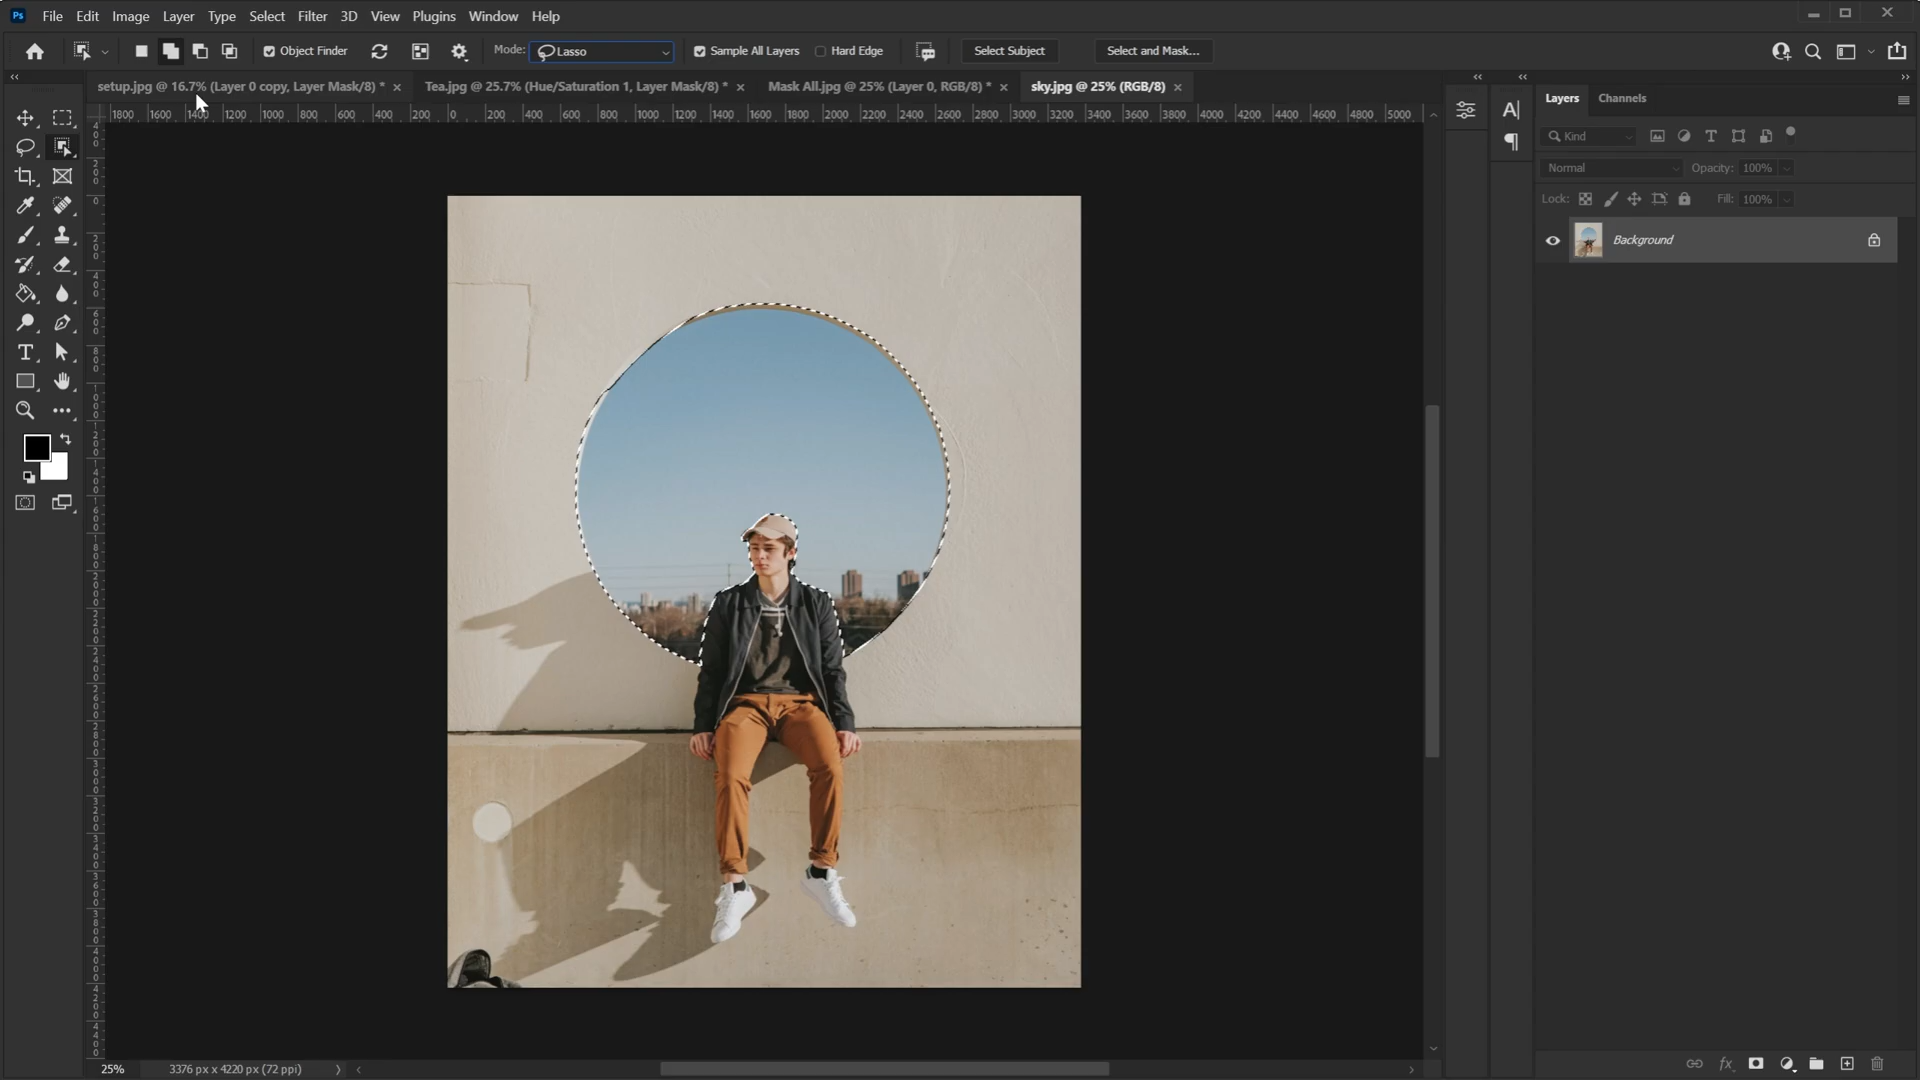 Ps File Edit Image Layer Type Select Filter 3D View Plugins Window Help
Object Finder Mode: Lasso Sample All Layers Hard Edge Select Subject Select and Mask...
setup.jpg @ 16.7% (Layer 0 copy, Layer Mask/8) * Tea.jpg @ 25.7% (Hue/Saturation 1, Layer Mask/8) * Mask All.jpg @ 25% (Layer 0, RGB/8) * sky.jpg @ 25% (RGB/8)
1800 1600 1400 1200 1000 800 600 400 200 0 200 400 600 800 1000 1200 1400 1600 1800 2000 2200 2400 2600 2800 3000 3200 3400 3600 3800 4000 4200 4400 4600 4800 5000
Layers Channels
Kind
Normal Opacity: 100%
Lock: Fill: 100%
Background
25% 3376 px x 4220 px (72 ppi)